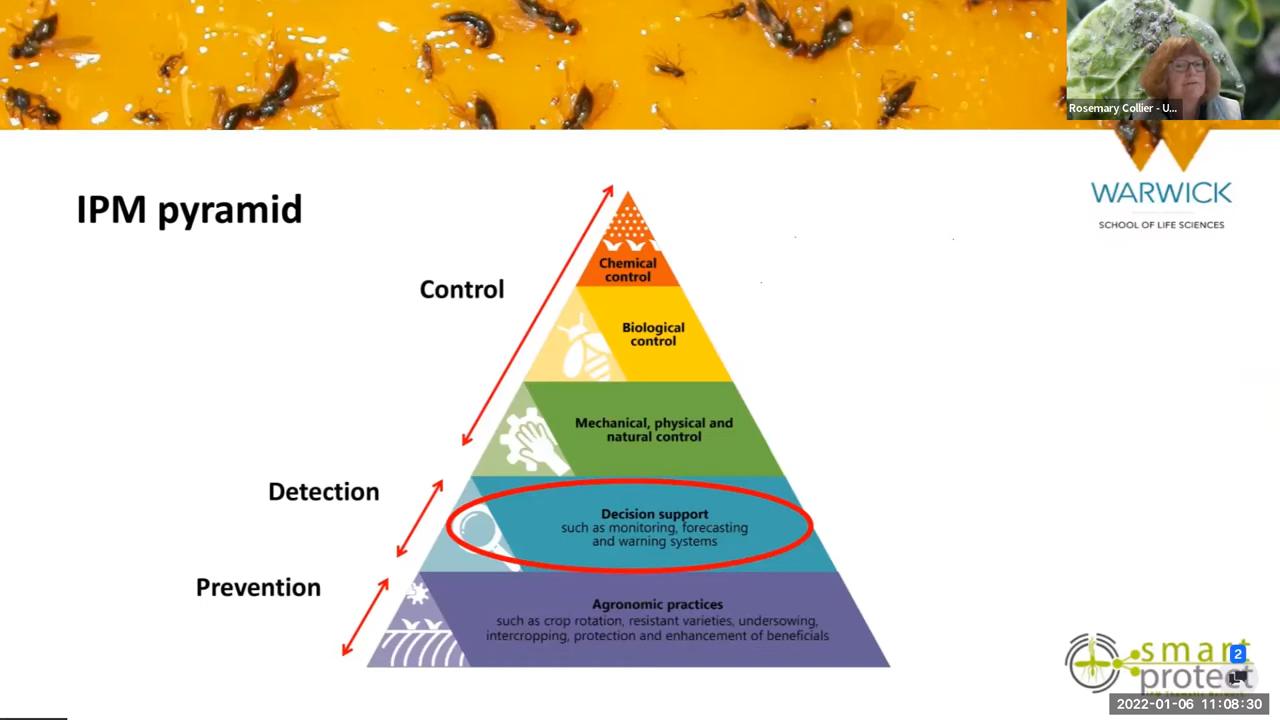 Rosemary Collier - U...
WARWICK
SCHOOL OF LIFE SCIENCES
IPM pyramid
Control
Chemical
control
Biological
control
Mechanical, physical and
natural control
Detection
Decision support
such as monitoring, forecasting
and warning systems
Prevention
Agronomic practices
such as crop rotation, resistant varieties, undersowing,
intercropping, protection and enhancement of beneficials
smart
2
protect
2022-01-06 11:08:30